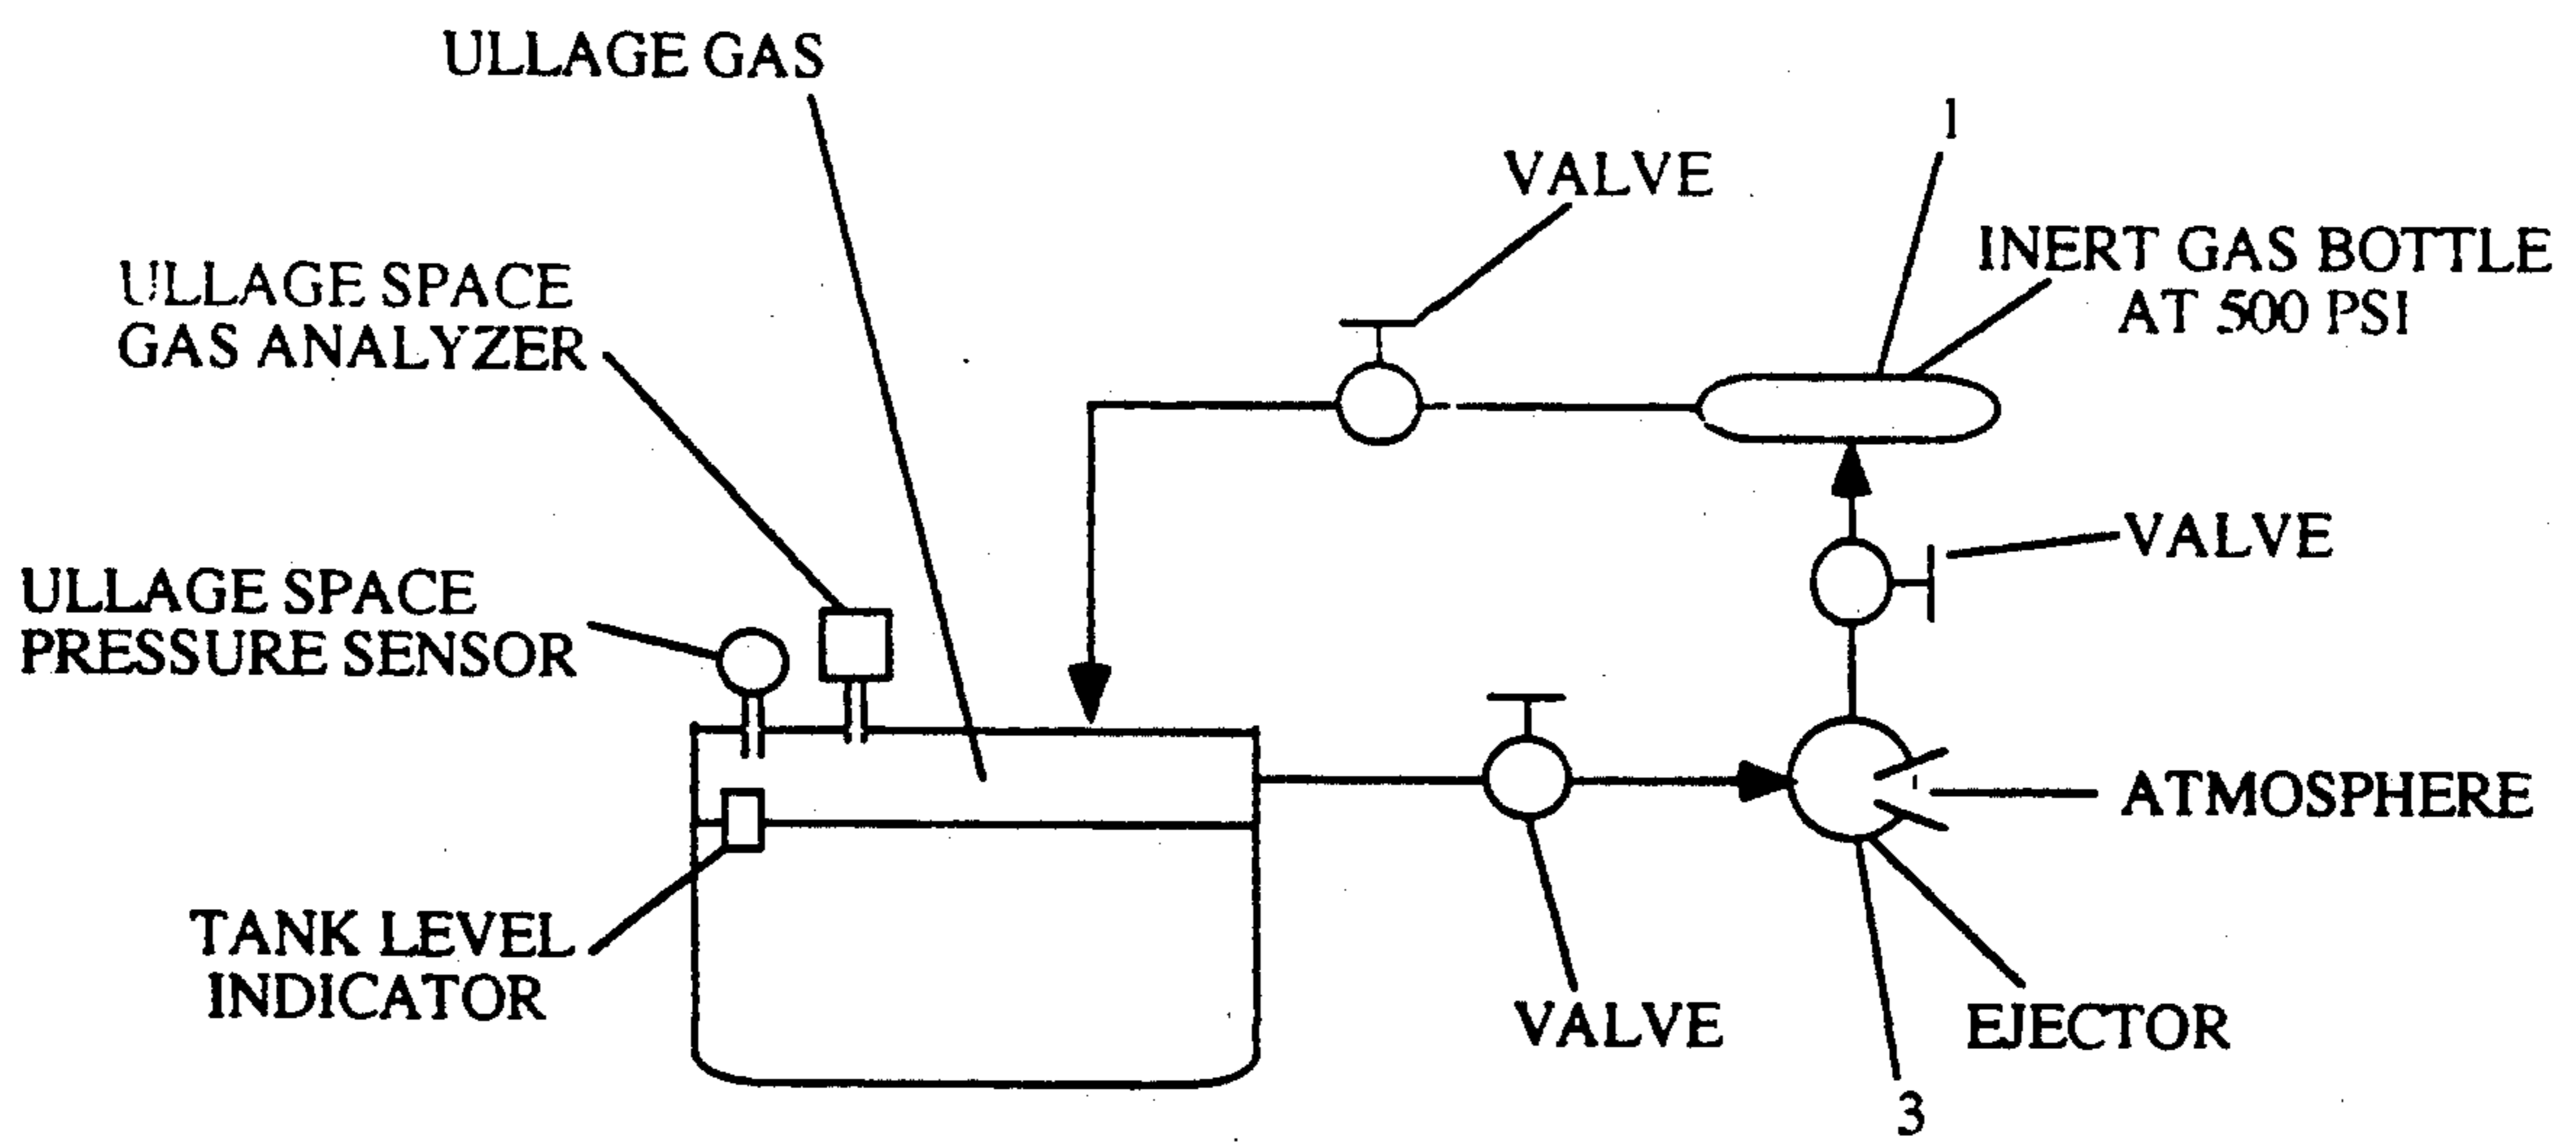 ULLAGE GAS
1
VALVE
INERT GAS BOTTLE
AT 500 PSI
ULLAGE SPACE
GAS ANALYZER
VALVE
ULLAGE SPACE
PRESSURE SENSOR
ATMOSPHERE
TANK LEVEL
INDICATOR
VALVE
EJECTOR
3